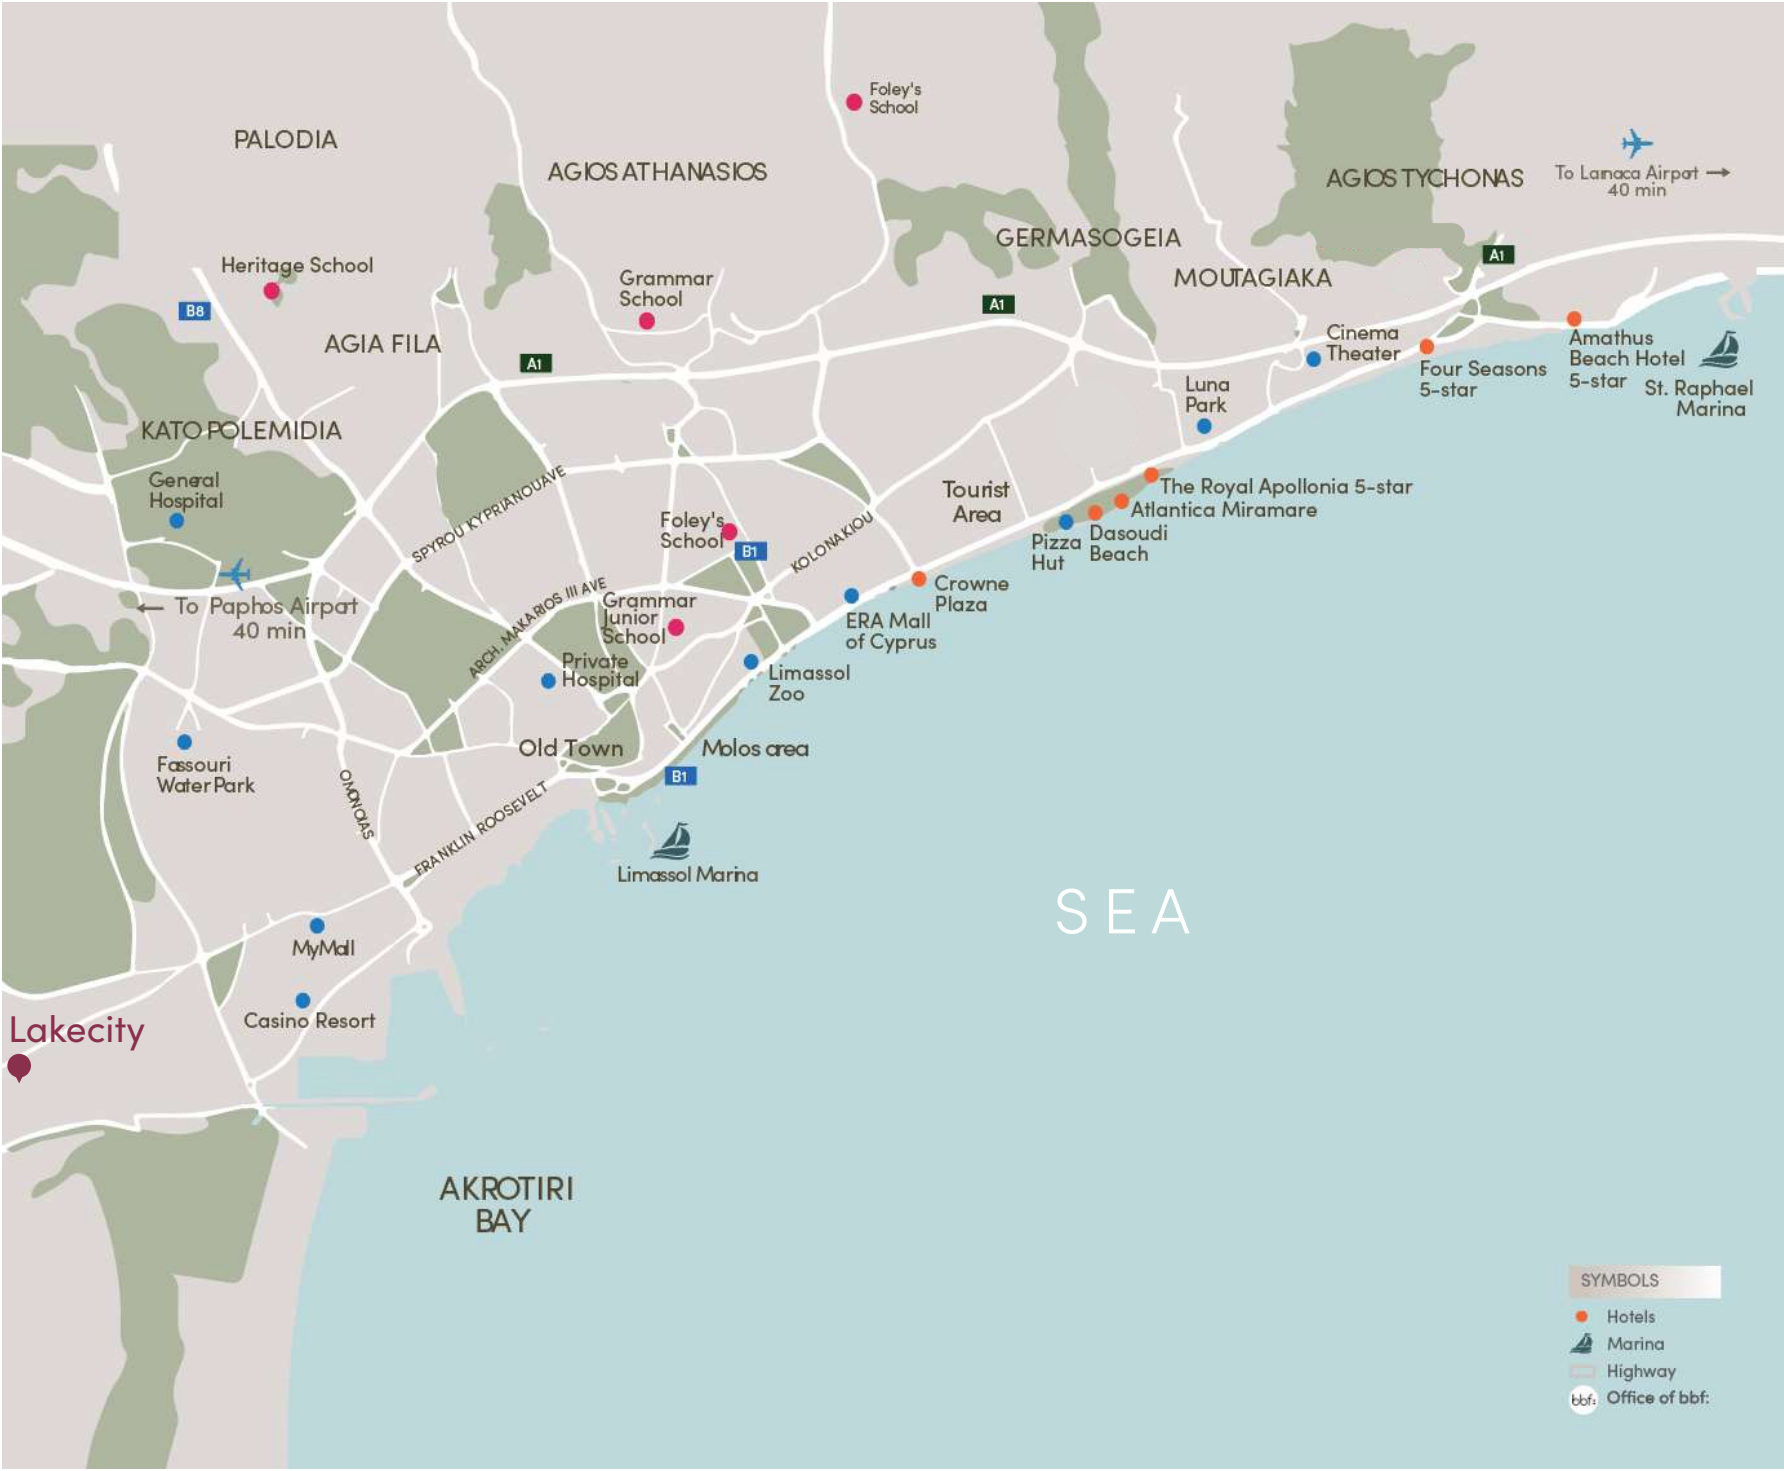 Foley's
School
PALODIA
AGIOS ATHANASIOS
AGIOS TYCHONAS
To Larnaca Airport →
40 min
GERMASOGEIA
A1
Heritage School
MOUTAGIAKA
Grammar
School
B8
A1
AGIA FILA
A1
Cinema
Theater
Amathus
Beach Hotel
5-star
Four Seasons
5-star
St. Raphael
Marina
Luna
Park
KATO POLEMIDIA
General
Hospital
SPYROU KYPRIANOU AVE
Tourist
Area
The Royal Apollonia 5-star
Atlantica Miramare
Foley's
School
B1
KOLONAKIOU
Pizza
Hut
Dasoudi
Beach
← To Paphos Airport
40 min
ARCH. MAKARIOS III AVE
Grammar
Junior
School
Crowne
Plaza
ERA Mall
of Cyprus
Private
Hospital
Limassol
Zoo
Old Town
Molos area
Fassouri
Water Park
B1
OMONOIAS
FRANKLIN ROOSEVELT
Limassol Marina
SEA
MyMall
Casino Resort
Lakecity
AKROTIRI
BAY
SYMBOLS
Hotels
Marina
Highway
bbf: Office of bbf: